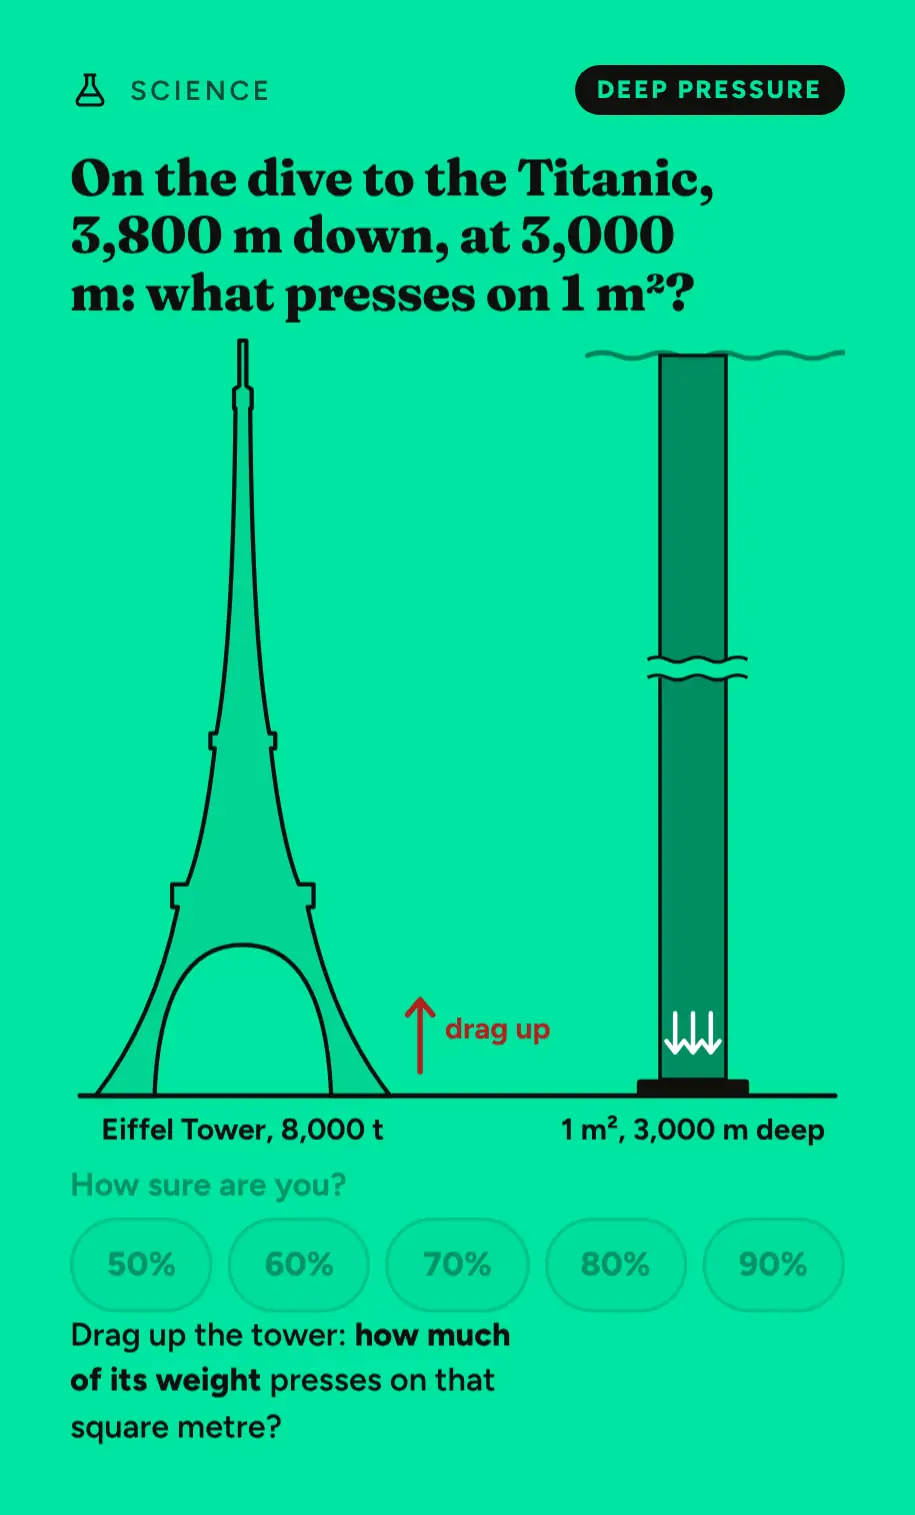 SCIENCE
DEEP PRESSURE
On the dive to the Titanic,
3,800 m down, at 3,000
m: what presses on 1 m²?
drag up
Eiffel Tower, 8,000 t
1 m², 3,000 m deep
How sure are you?
50%
60%
70%
80%
90%
Drag up the tower: how much
of its weight presses on that
square metre?